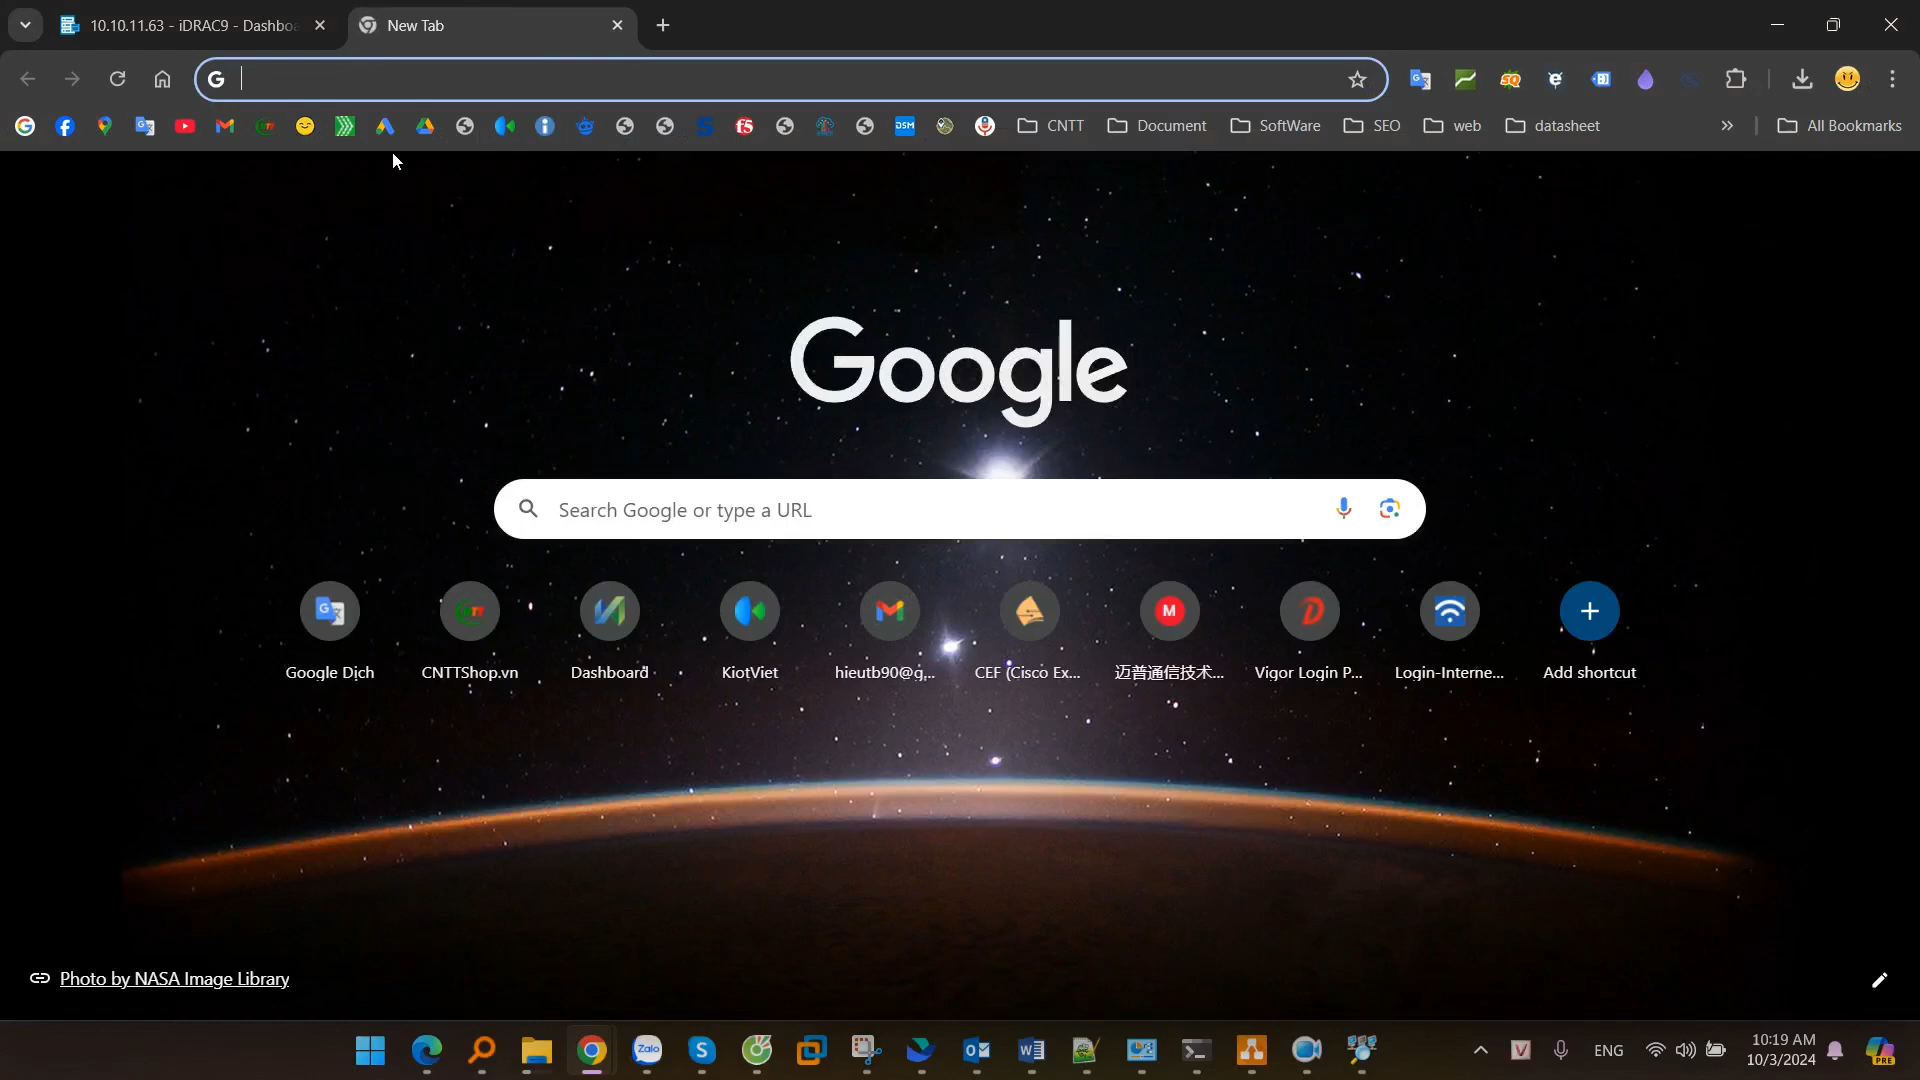 10.10.11.63 - iDRAC9 - Dashboa
New Tab
CNTT
Document
SoftWare
SEO
web
datasheet
All Bookmarks
Google
Search Google or type a URL
Google Dịch
CNTTShop.vn
Dashboard
KiotViet
hieutb90@g...
CEF (Cisco Ex...
迈普通信技术...
Vigor Login P...
Login-Interne...
Add shortcut
Photo by NASA Image Library
ENG
10:19 AM
10/3/2024